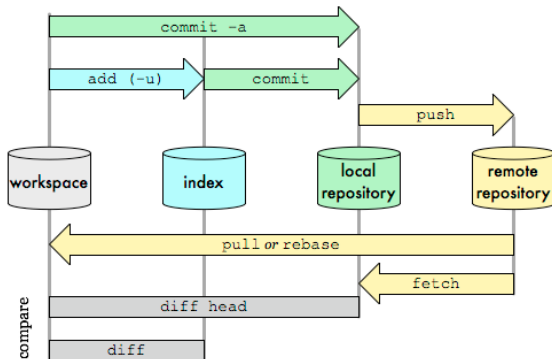 commit -a
add (-u)
commit
push
workspace
index
local
repository
remote
repository
pull or rebase
fetch
compare
diff head
diff